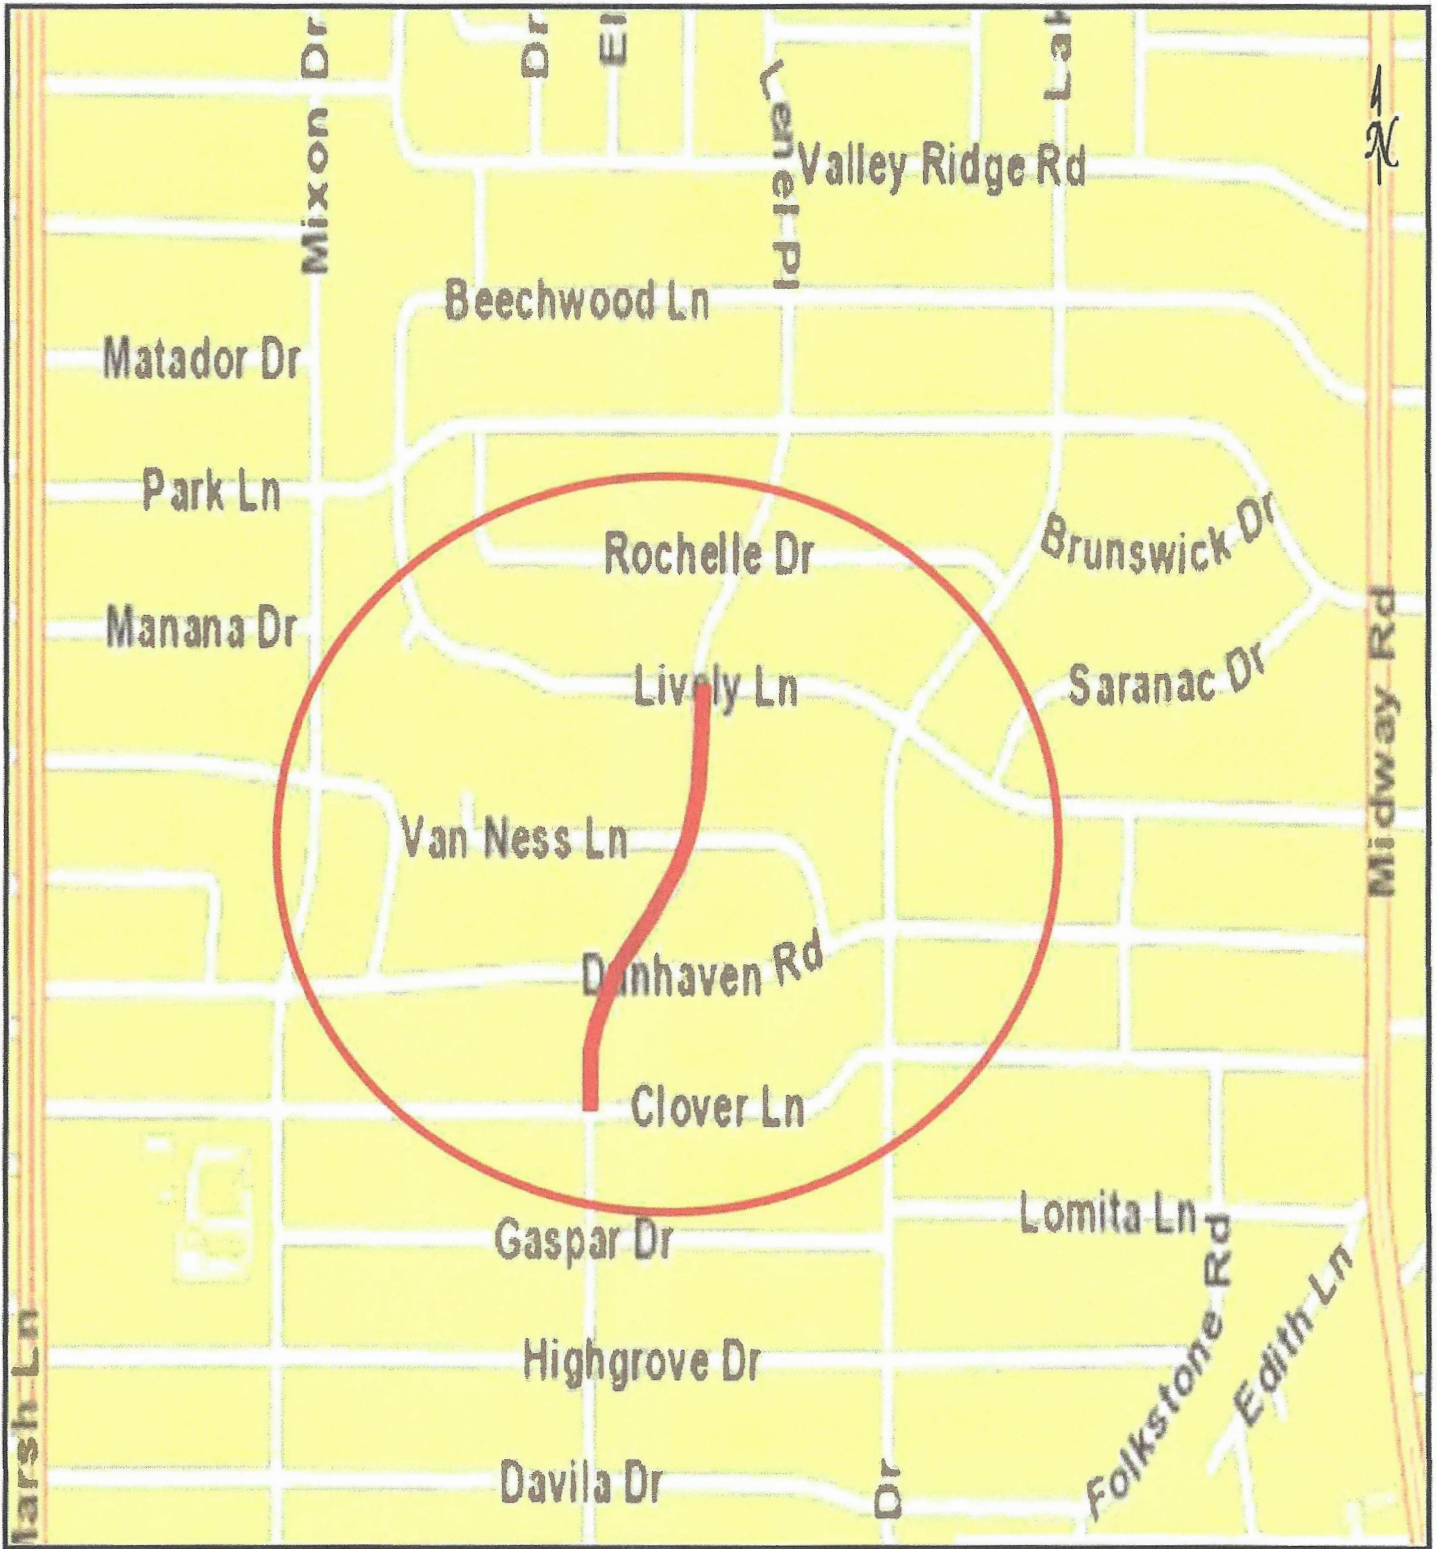 Mixon Dr
Dr
El
Lanel Pl
Lak
N
Valley Ridge Rd
Beechwood Ln
Matador Dr
Park Ln
Brunswick Dr
Rochelle Dr
Manana Dr
Lively Ln
Saranac Dr
Midway Rd
Van Ness Ln
Dunhaven Rd
Clover Ln
Lomita Ln
Gaspar Dr
Folkstone Rd
Edith Ln
Marsh Ln
Highgrove Dr
Davila Dr
Dr